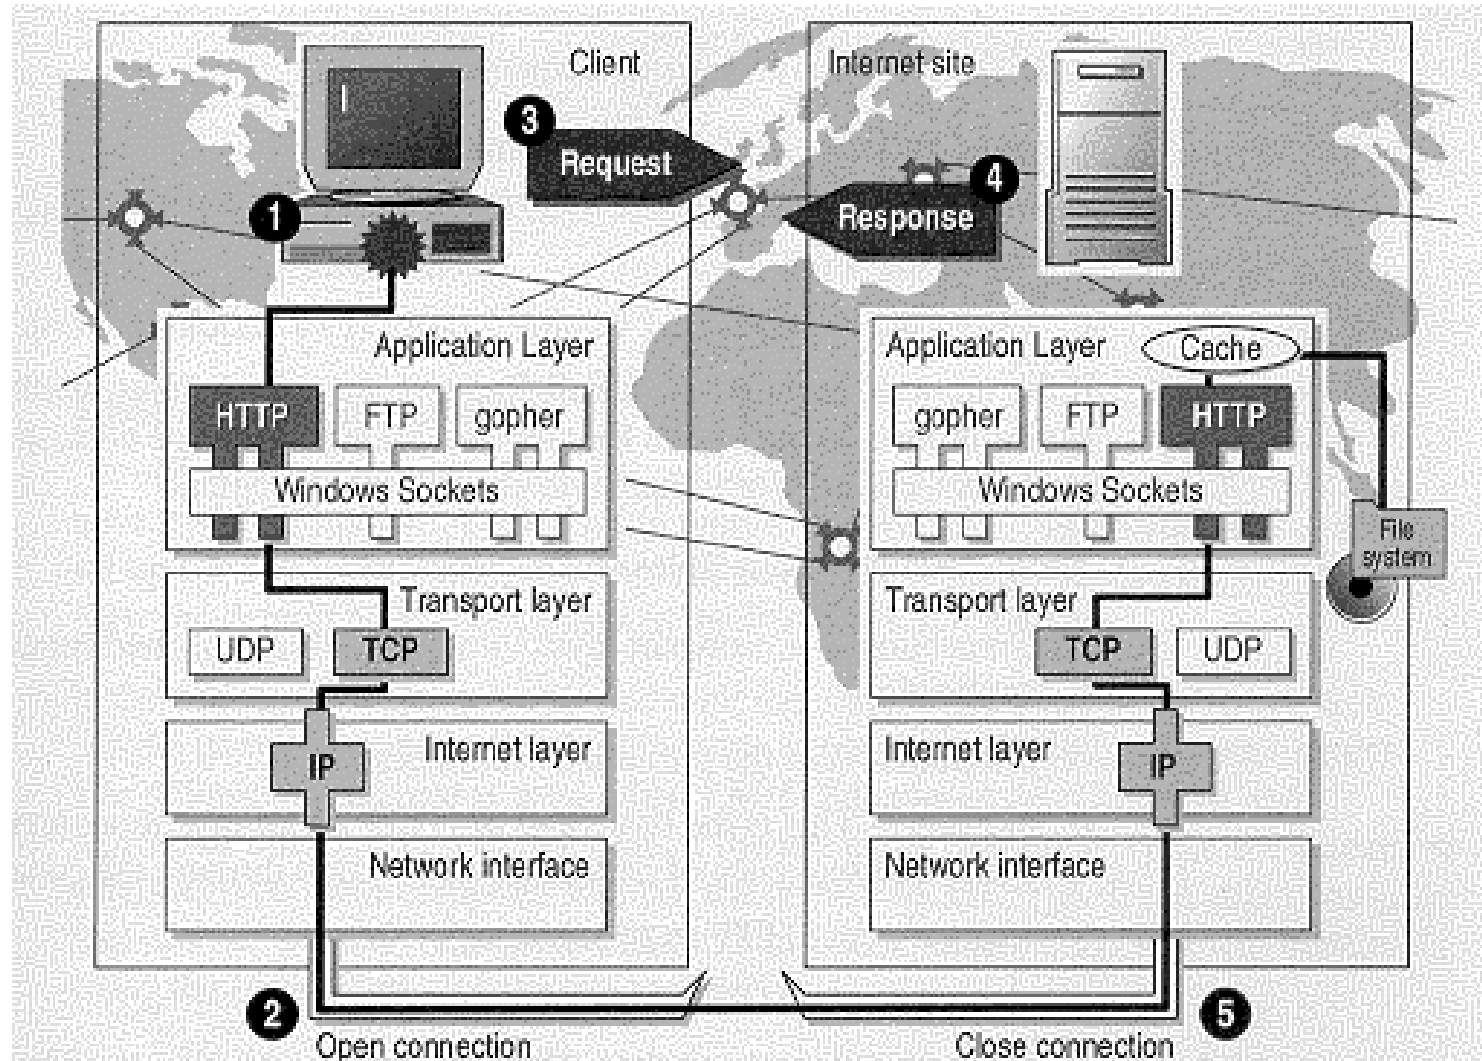 Client
Internet site
3
Request
4
Response
1
Application Layer
HTTP
FTP
gopher
Windows Sockets
Transport layer
UDP
TCP
Internet layer
IP
Network interface
Application Layer
Cache
gopher
FTP
HTTP
Windows Sockets
File
system
Transport layer
TCP
UDP
Internet layer
IP
Network interface
2
Open connection
5
Close connection